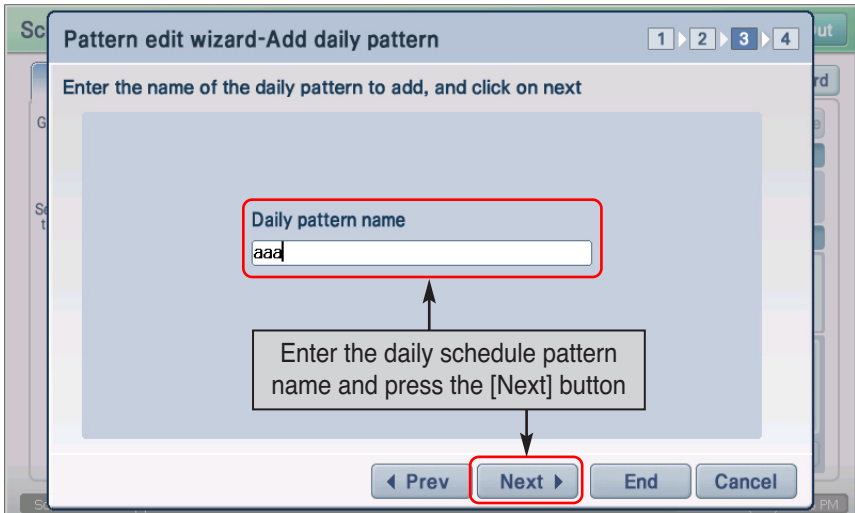 Pattern edit wizard-Add daily pattern
1 2 3 4
Enter the name of the daily pattern to add, and click on next
Daily pattern name
aaa
Enter the daily schedule pattern
name and press the [Next] button
Prev Next End Cancel